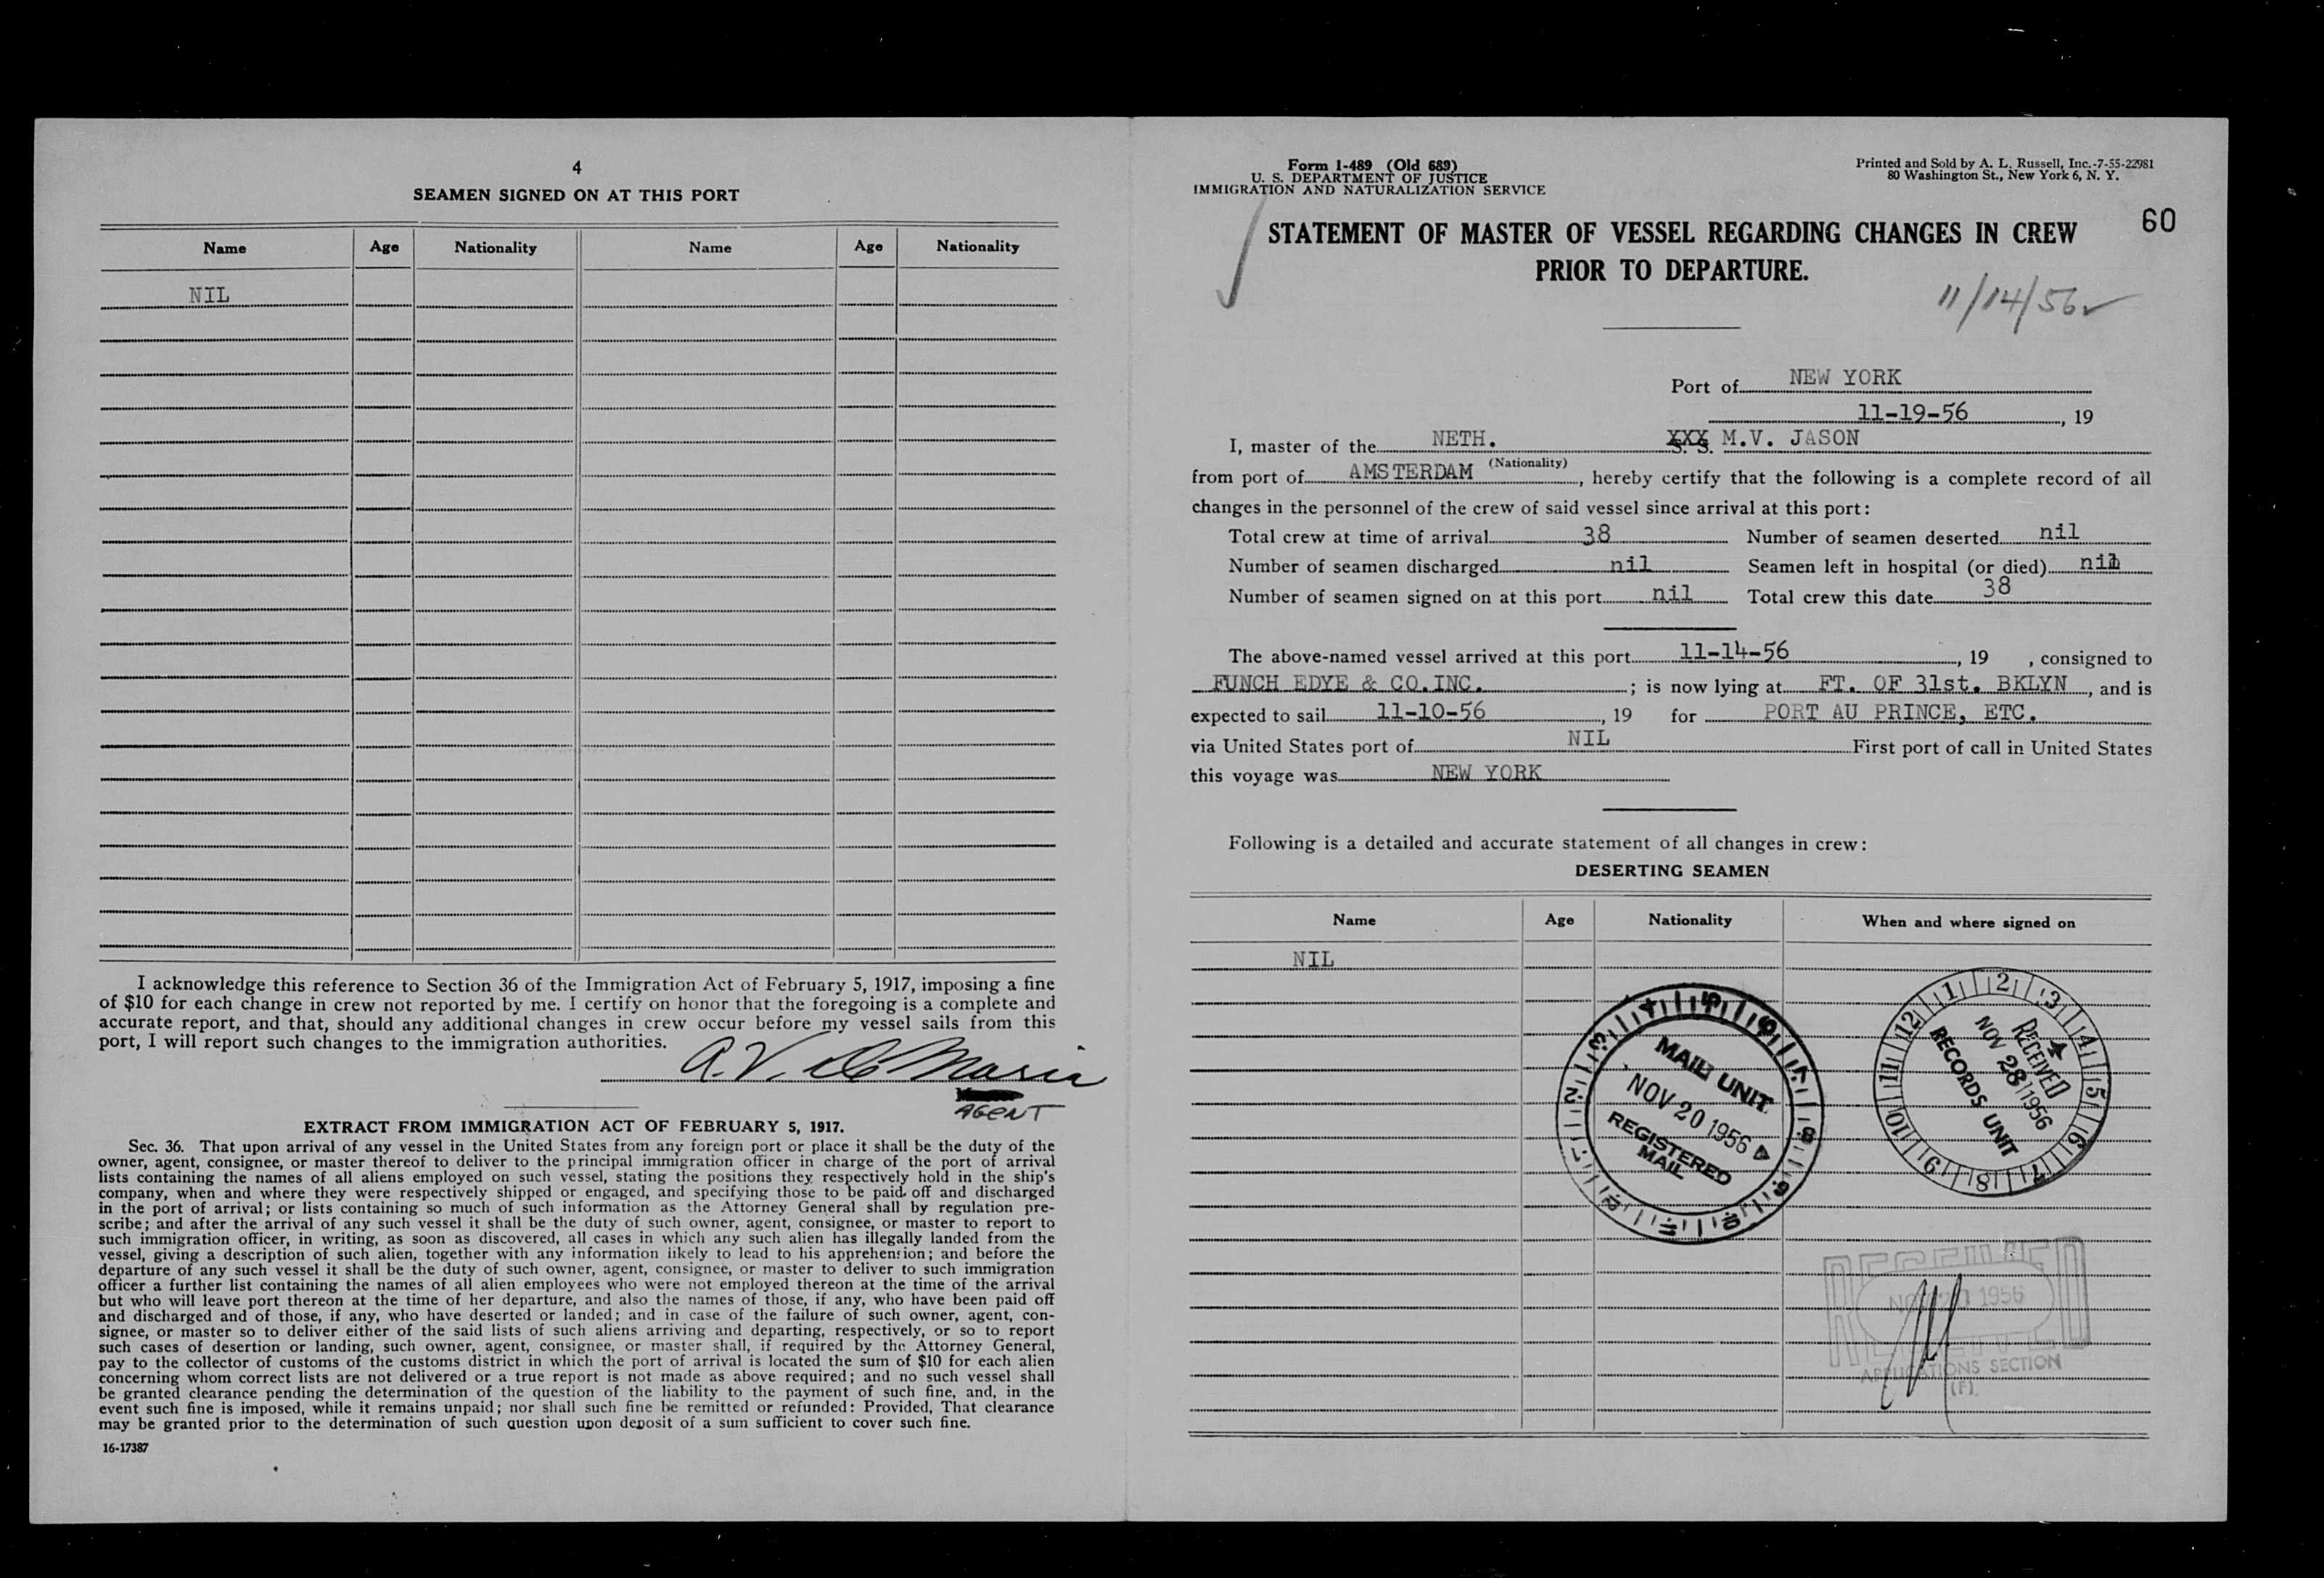 4
SEAMEN SIGNED ON AT THIS PORT
Name Age Nationality Name Age Nationality
NIL
I acknowledge this reference to Section 36 of the Immigration Act of February 5, 1917, imposing a fine
of $10 for each change in crew not reported by me. I certify on honor that the foregoing is a complete and
accurate report, and that, should any additional changes in crew occur before my vessel sails from this
port, I will report such changes to the immigration authorities.
A.V. De Maria
AGENT
EXTRACT FROM IMMIGRATION ACT OF FEBRUARY 5, 1917.
Sec. 36. That upon arrival of any vessel in the United States from any foreign port or place it shall be the duty of the
owner, agent, consignee, or master thereof to deliver to the principal immigration officer in charge of the port of arrival
lists containing the names of all aliens employed on such vessel, stating the positions they respectively hold in the ship's
company, when and where they were respectively shipped or engaged, and specifying those to be paid off and discharged
in the port of arrival; or lists containing so much of such information as the Attorney General shall by regulation pre-
scribe; and after the arrival of any such vessel it shall be the duty of such owner, agent, consignee, or master to report to
such immigration officer, in writing, as soon as discovered, all cases in which any such alien has illegally landed from the
vessel, giving a description of such alien, together with any information likely to lead to his apprehension; and before the
departure of any such vessel it shall be the duty of such owner, agent, consignee, or master to deliver to such immigration
officer a further list containing the names of all alien employees who were not employed thereon at the time of the arrival
but who will leave port thereon at the time of her departure, and also the names of those, if any, who have been paid off
and discharged and of those, if any, who have deserted or landed; and in case of the failure of such owner, agent, con-
signee, or master so to deliver either of the said lists of such aliens arriving and departing, respectively, or so to report
such cases of desertion or landing, such owner, agent, consignee, or master shall, if required by the Attorney General,
pay to the collector of customs of the customs district in which the port of arrival is located the sum of $10 for each alien
concerning whom correct lists are not delivered or a true report is not made as above required; and no such vessel shall
be granted clearance pending the determination of the question of the liability to the payment of such fine, and, in the
event such fine is imposed, while it remains unpaid; nor shall such fine be remitted or refunded: Provided, That clearance
may be granted prior to the determination of such question upon deposit of a sum sufficient to cover such fine.
16-17387
Form 1-489 (Old 689)
U. S. DEPARTMENT OF JUSTICE
IMMIGRATION AND NATURALIZATION SERVICE
Printed and Sold by A. L. Russell, Inc.-7-55-22981
80 Washington St., New York 6, N. Y.
60
STATEMENT OF MASTER OF VESSEL REGARDING CHANGES IN CREW
PRIOR TO DEPARTURE.
11/14/56
Port of NEW YORK
11-19-56, 19
I, master of the NETH. XXX S. S. M.V. JASON
(Nationality)
from port of AMSTERDAM, hereby certify that the following is a complete record of all
changes in the personnel of the crew of said vessel since arrival at this port:
Total crew at time of arrival 38 Number of seamen deserted nil
Number of seamen discharged nil Seamen left in hospital (or died) nil
Number of seamen signed on at this port nil Total crew this date 38
The above-named vessel arrived at this port 11-14-56, 19 , consigned to
FUNCH EDYE & CO.INC. ; is now lying at FT. OF 31st. BKLYN, and is
expected to sail 11-10-56, 19 for PORT AU PRINCE, ETC.
via United States port of NIL First port of call in United States
this voyage was NEW YORK
Following is a detailed and accurate statement of all changes in crew:
DESERTING SEAMEN
Name Age Nationality When and where signed on
NIL
MAIL UNIT
NOV 20 1956
REGISTERED
MAIL
1 2 3 4 5 6 7 8 9 10 11 12
RECEIVED
NOV 28 1956
RECORDS UNIT
RECEIVED
1956
APPLICATIONS SECTION
(F)